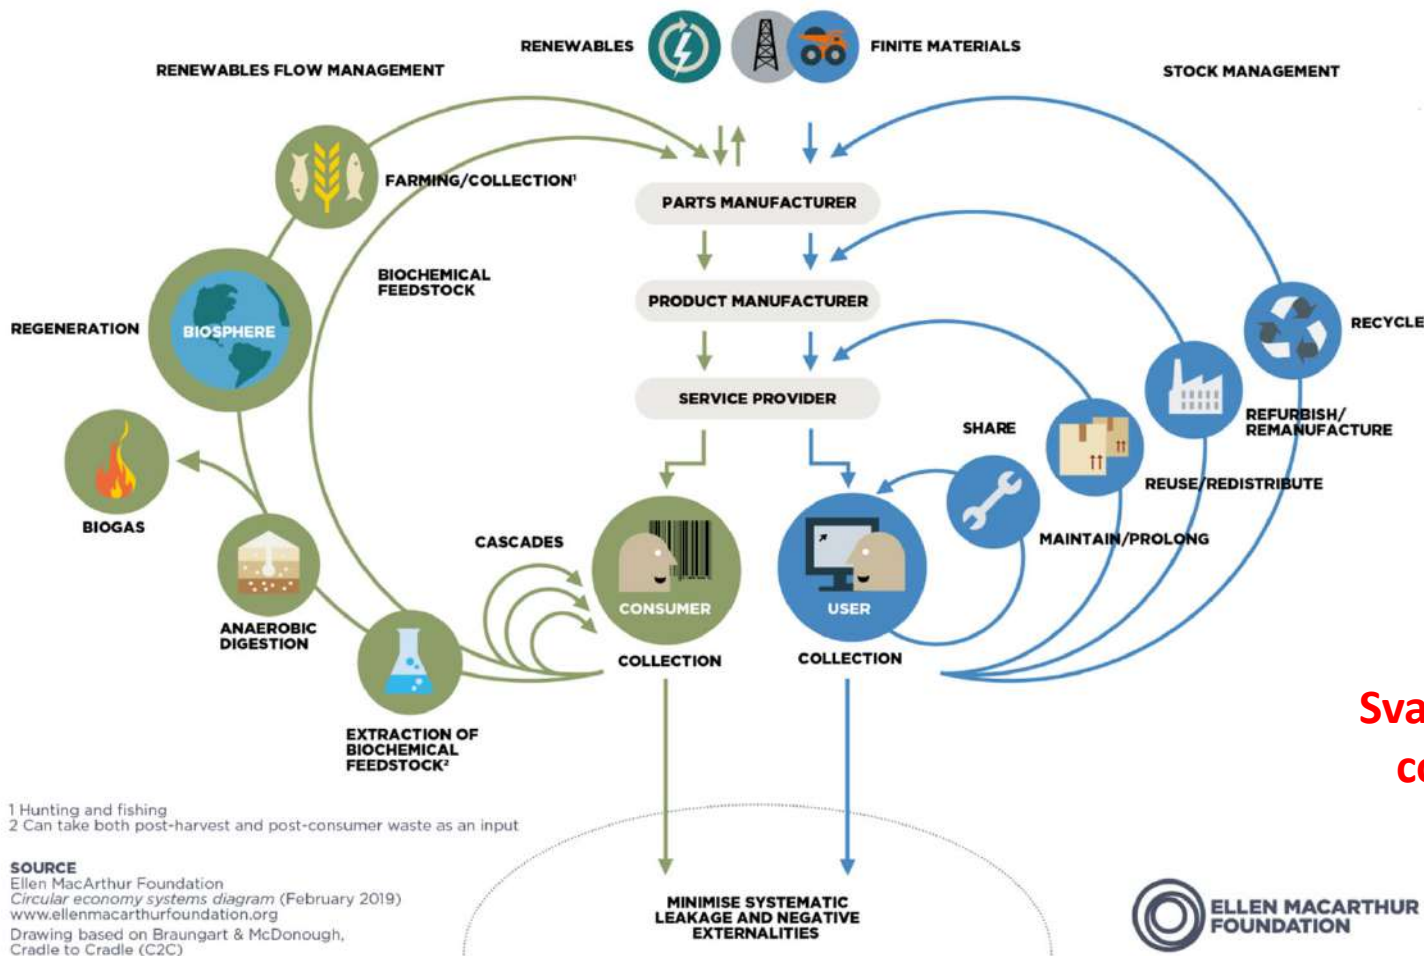 RENEWABLES
FINITE MATERIALS
RENEWABLES FLOW MANAGEMENT
STOCK MANAGEMENT
FARMING/COLLECTION¹
PARTS MANUFACTURER
BIOCHEMICAL
FEEDSTOCK
PRODUCT MANUFACTURER
REGENERATION
BIOSPHERE
RECYCLE
SERVICE PROVIDER
REFURBISH/
REMANUFACTURE
SHARE
REUSE/REDISTRIBUTE
BIOGAS
CASCADES
MAINTAIN/PROLONG
CONSUMER
USER
ANAEROBIC
DIGESTION
COLLECTION
COLLECTION
EXTRACTION OF
BIOCHEMICAL
FEEDSTOCK²
1 Hunting and fishing
2 Can take both post-harvest and post-consumer waste as an input
SOURCE
Ellen MacArthur Foundation
Circular economy systems diagram (February 2019)
www.ellenmacarthurfoundation.org
Drawing based on Braungart & McDonough,
Cradle to Cradle (C2C)
MINIMISE SYSTEMATIC
LEAKAGE AND NEGATIVE
EXTERNALITIES
ELLEN MACARTHUR
FOUNDATION